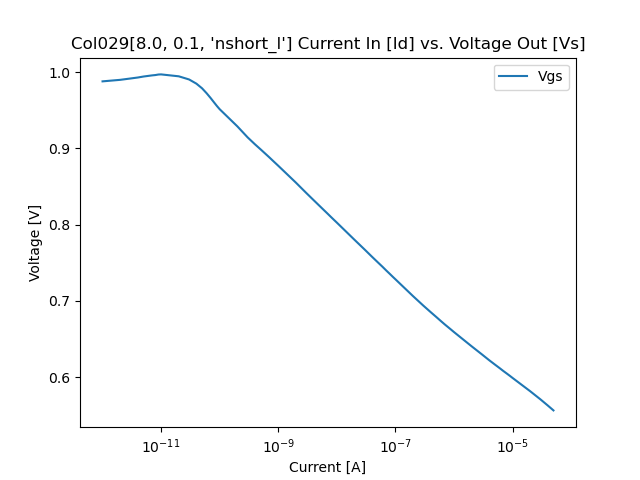 Col029[8.0, 0.1, 'nshort_l'] Current In [Id] vs. Voltage Out [Vs]
Vgs
1.0
0.9
0.8
0.7
0.6
Voltage [V]
10⁻¹¹ 10⁻⁹ 10⁻⁷ 10⁻⁵
Current [A]